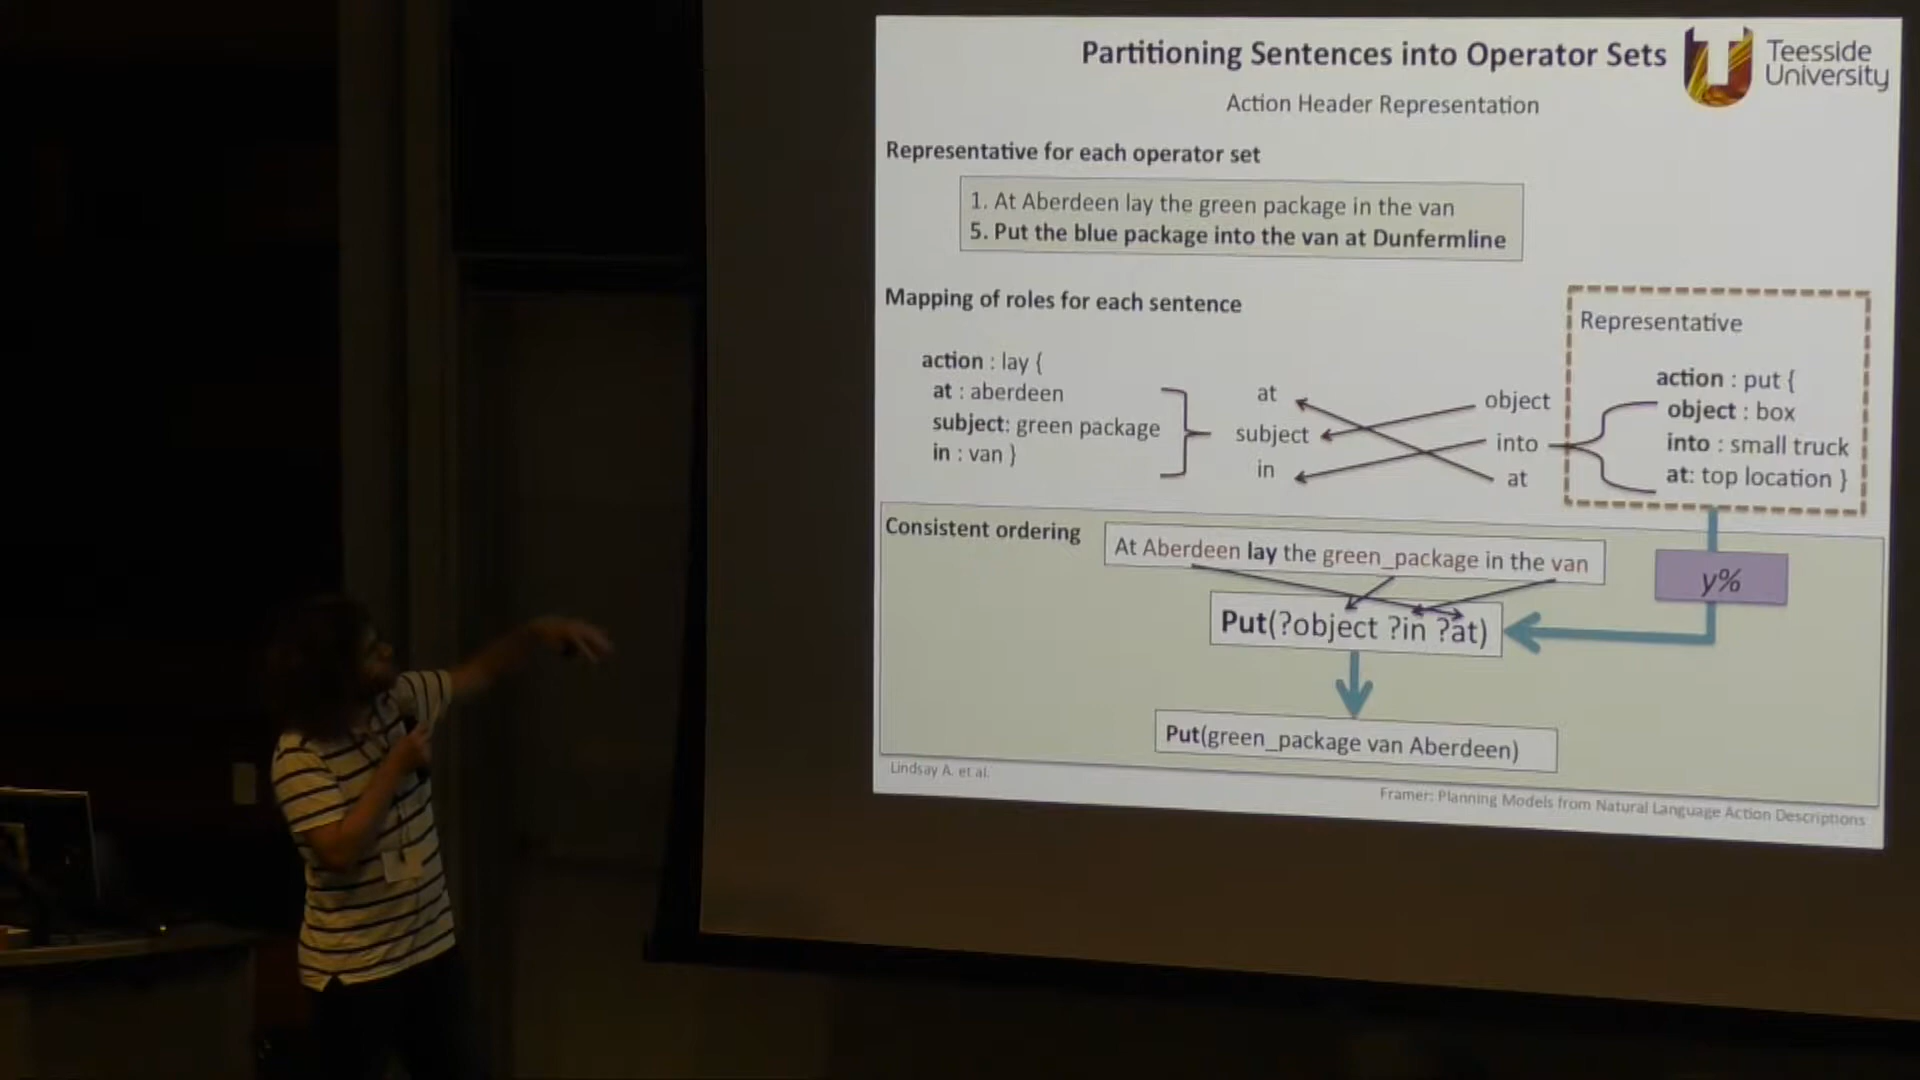 Partitioning Sentences into Operator Sets
Teesside
University
Action Header Representation
Representative for each operator set
1. At Aberdeen lay the green package in the van
5. Put the blue package into the van at Dunfermline
Mapping of roles for each sentence
action : lay {
at : aberdeen
subject: green package
in : van }
at
subject
in
object
into
at
Representative
action : put {
object : box
into : small truck
at: top location }
Consistent ordering
At Aberdeen lay the green_package in the van
y%
Put(?object ?in ?at)
Put(green_package van Aberdeen)
Lindsay A. et al.
Framer: Planning Models from Natural Language Action Descriptions